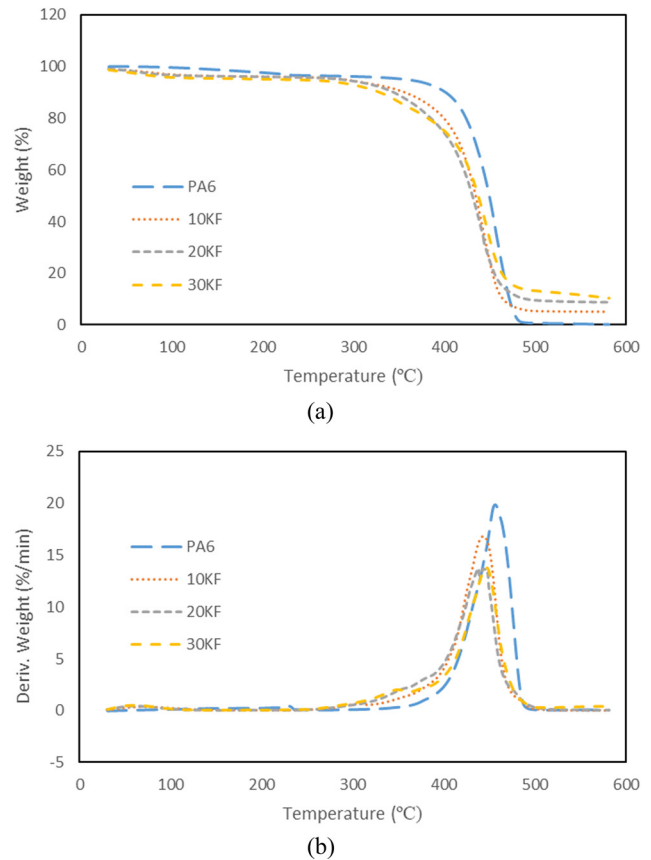 120
100
80
60
40
20
0
Weight (%)
PA6
10KF
20KF
30KF
0 100 200 300 400 500 600
Temperature (°C)
(a)
25
20
15
10
5
0
-5
Deriv. Weight (%/min)
PA6
10KF
20KF
30KF
0 100 200 300 400 500 600
Temperature (°C)
(b)